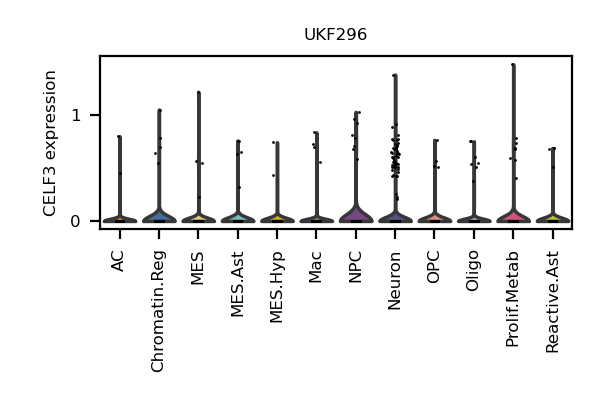 UKF296
CELF3 expression
1
0
AC
Chromatin.Reg
MES
MES.Ast
MES.Hyp
Mac
NPC
Neuron
OPC
Oligo
Prolif.Metab
Reactive.Ast